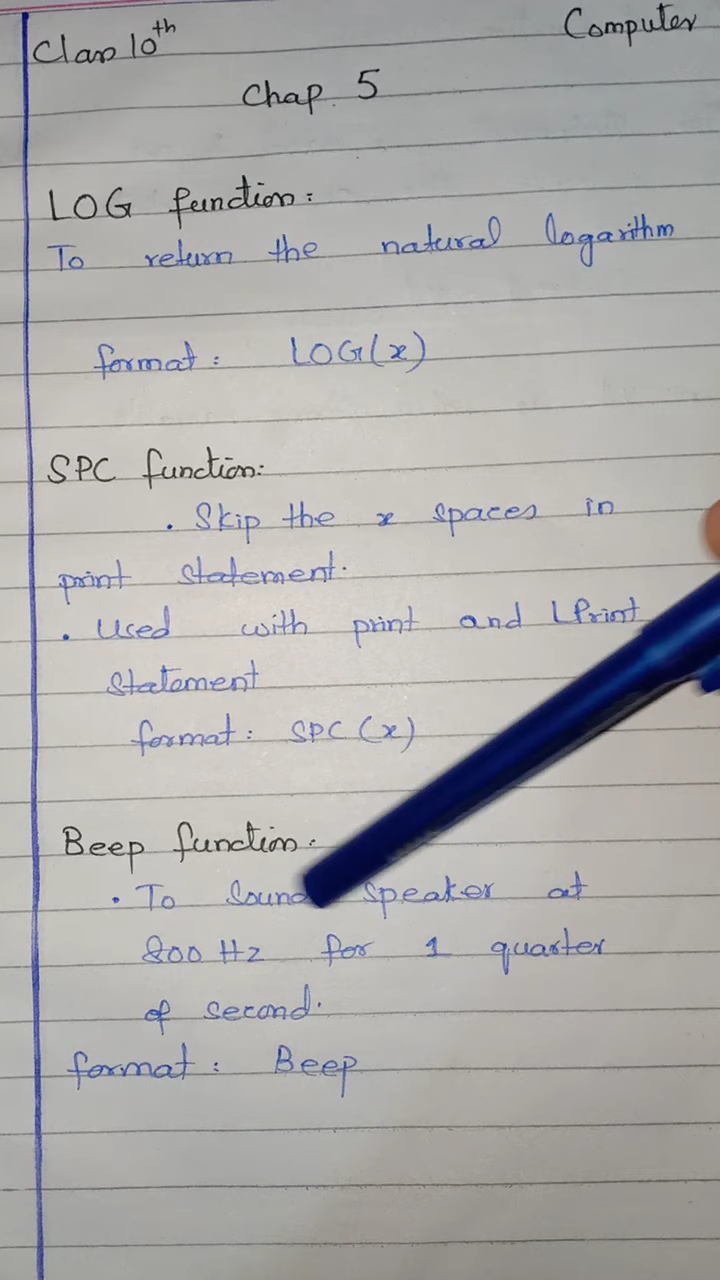 Class 10th
Computer
Chap. 5
LOG function:
To return the natural logarithm
format: LOG(x)
SPC function:
. Skip the x spaces in
print statement.
. Used with print and LPrint
Statement
format: SPC (x)
Beep function:
. To Sound Speaker at
800 Hz for 1 quarter
of second.
format: Beep